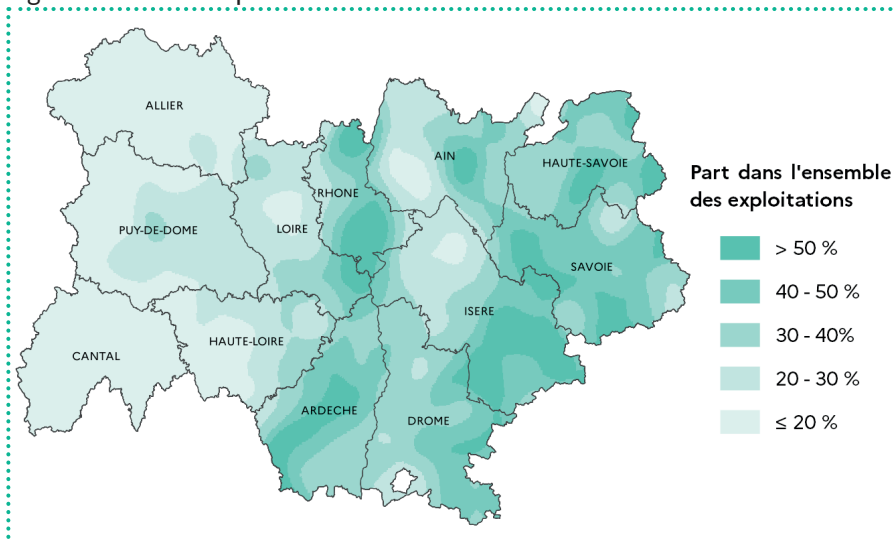 ALLIER
AIN
HAUTE-SAVOIE
RHONE
PUY-DE-DOME
LOIRE
SAVOIE
ISERE
HAUTE-LOIRE
CANTAL
ARDECHE
DROME
Part dans l'ensemble
des exploitations
> 50 %
40 - 50 %
30 - 40%
20 - 30 %
≤ 20 %